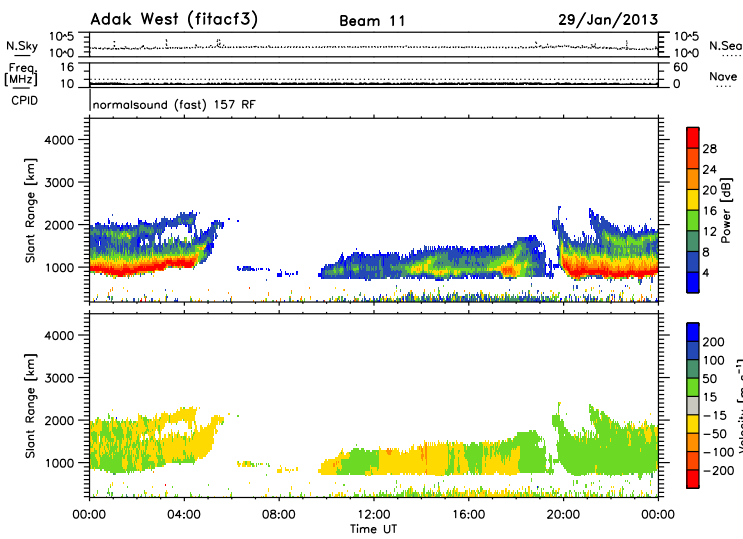 Adak West (fitacf3) Beam 11 29/Jan/2013
N.Sky 10^5 10^0 10^5 10^0 N.Sea
Freq. [MHz] 16 10 60 0 Nave
CPID normalsound (fast) 157 RF
Slant Range [km] 4000 3000 2000 1000
28 24 20 16 12 8 4 Power [dB]
Slant Range [km] 4000 3000 2000 1000
200 100 50 15 -15 -50 -100 -200 Velocity [m s^-1]
00:00 04:00 08:00 12:00 16:00 20:00 00:00
Time UT